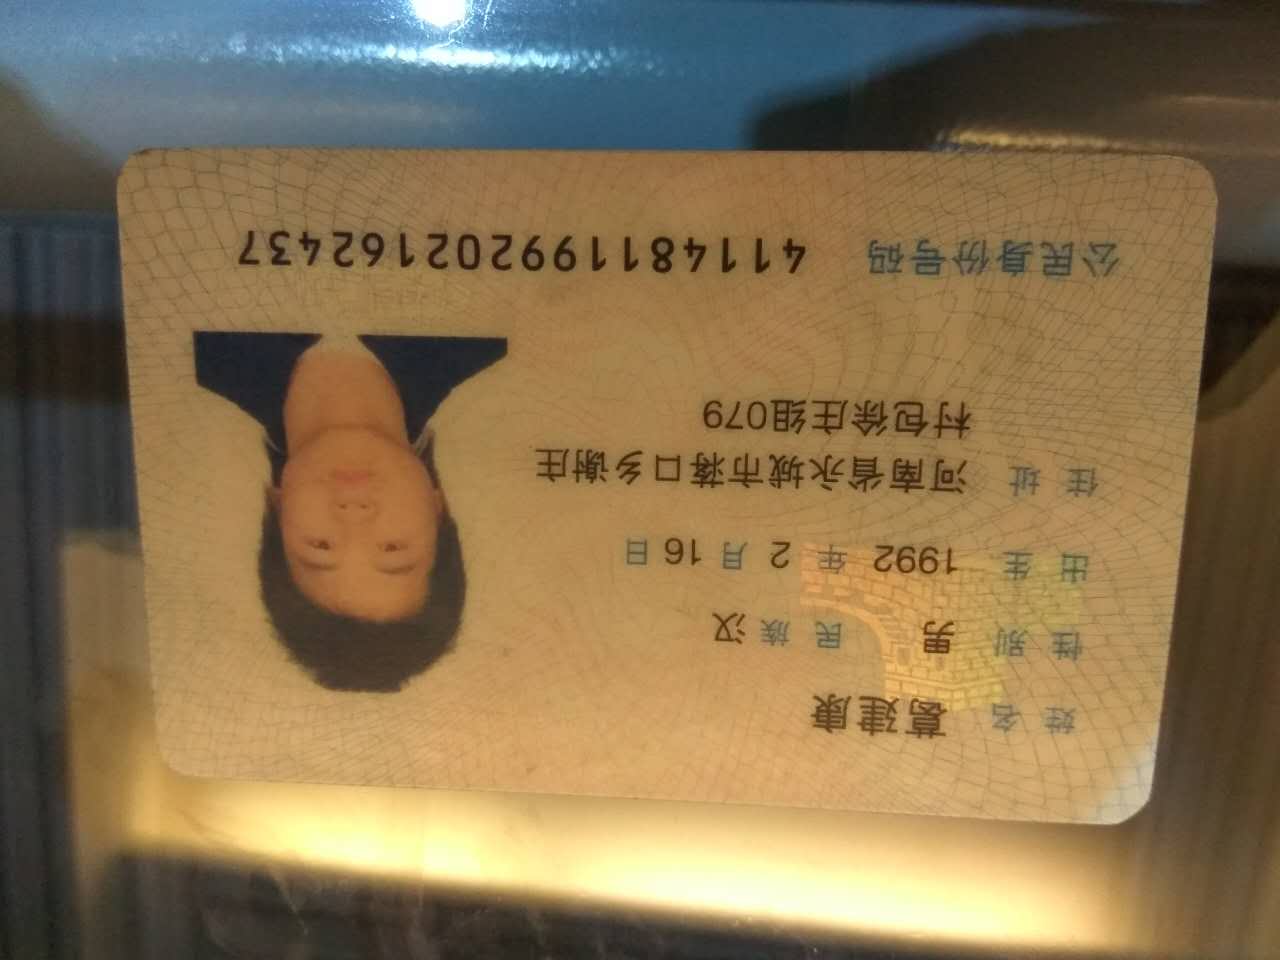 姓名 葛建康
性别 男 民族 汉
出生 1992 年 2 月 16 日
住址 河南省永城市蒋口乡谢庄
村包徐庄组079
公民身份号码 411481199202162437